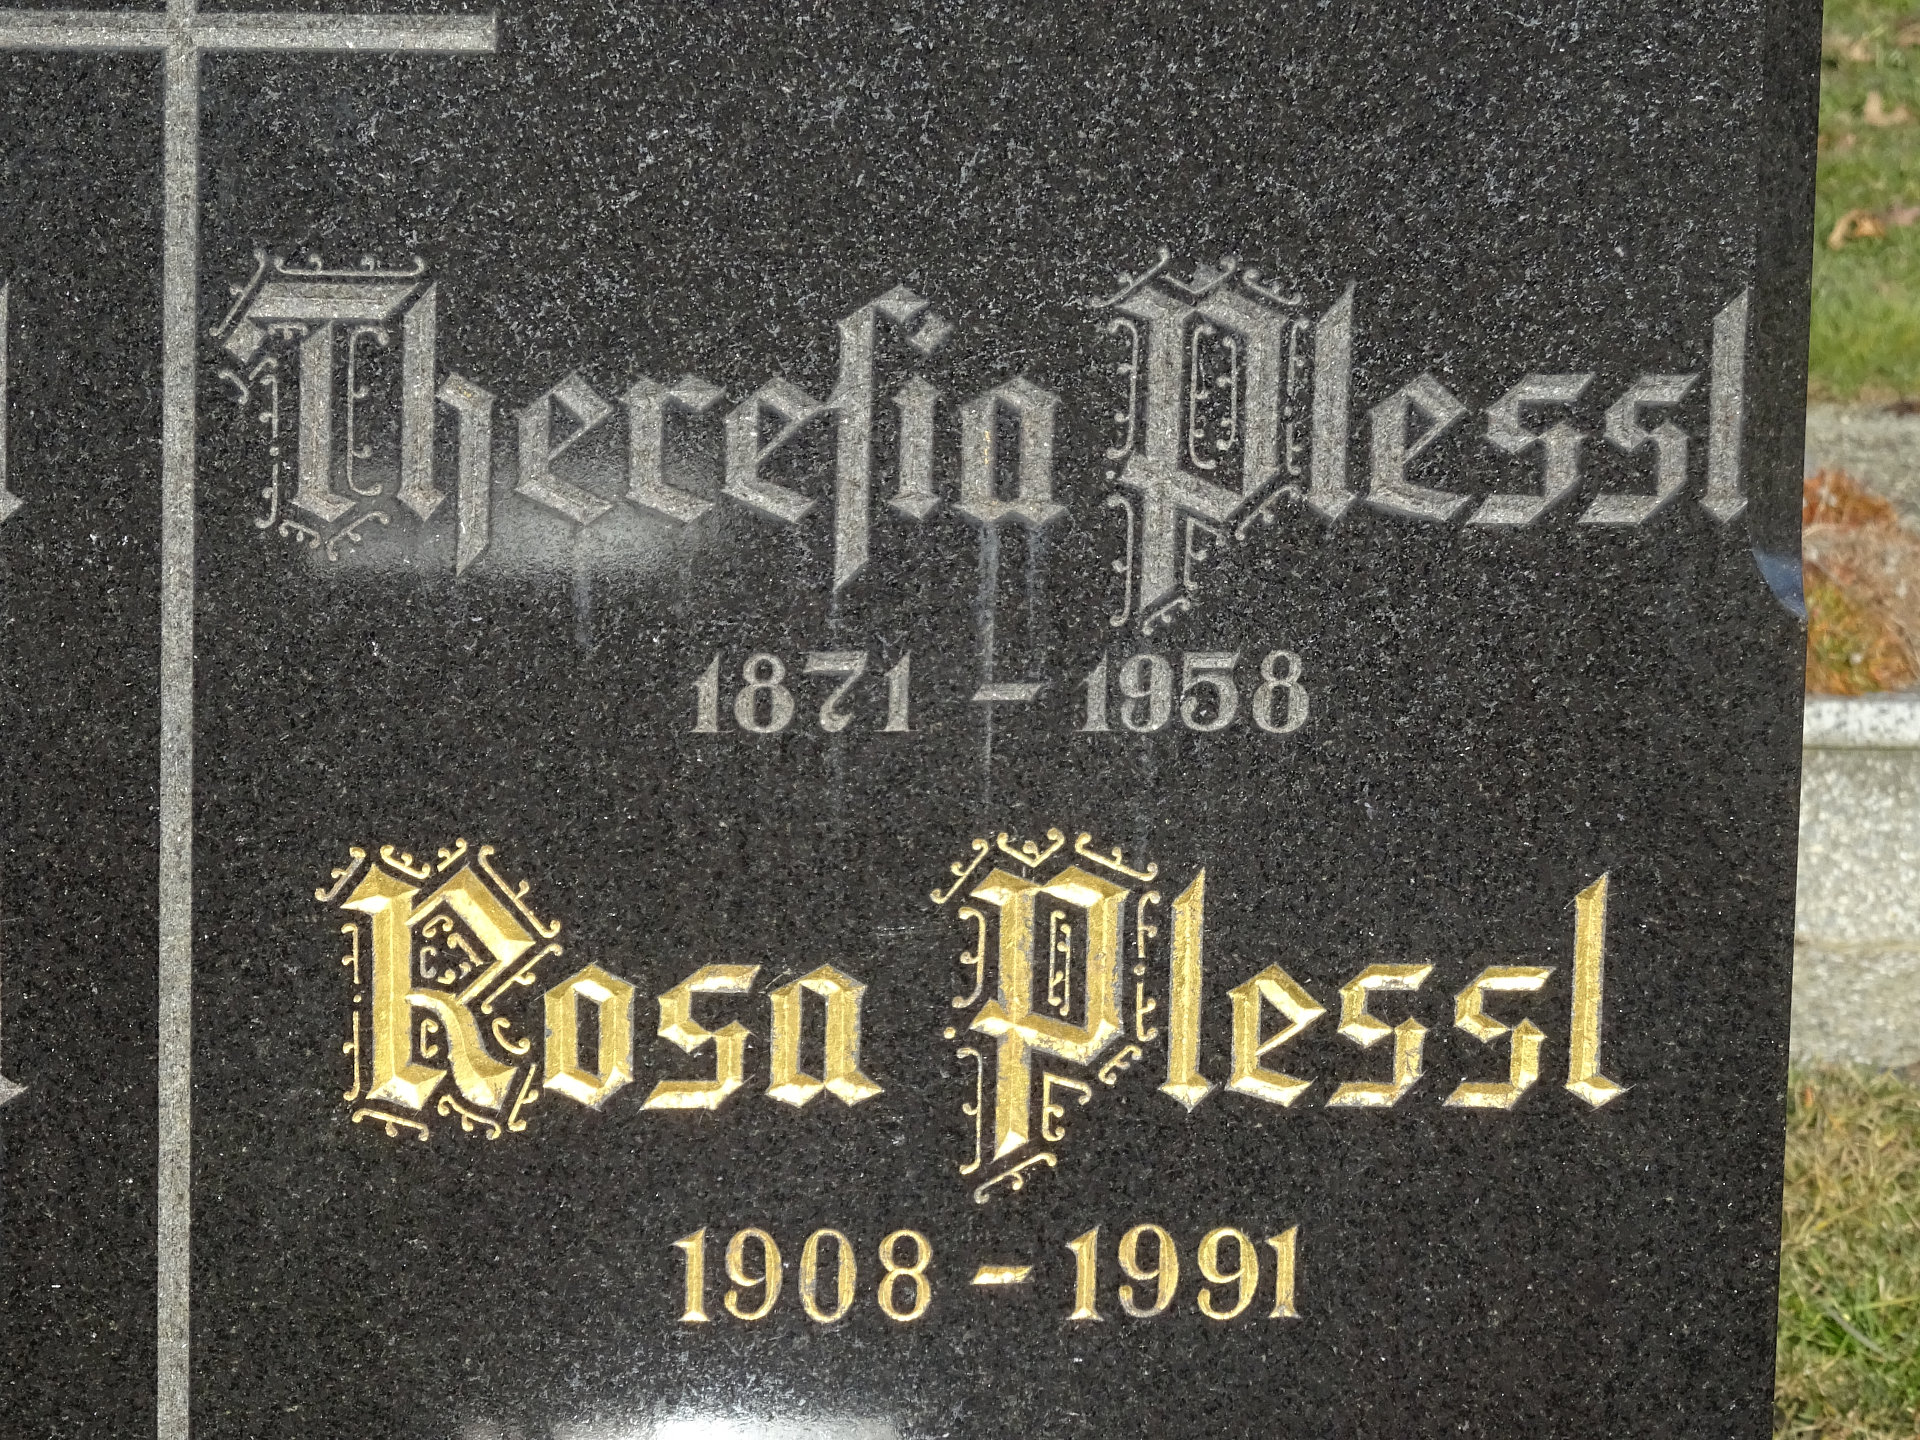 Thereſia Plessl
1871 – 1958
Rosa Plessl
1908 – 1991